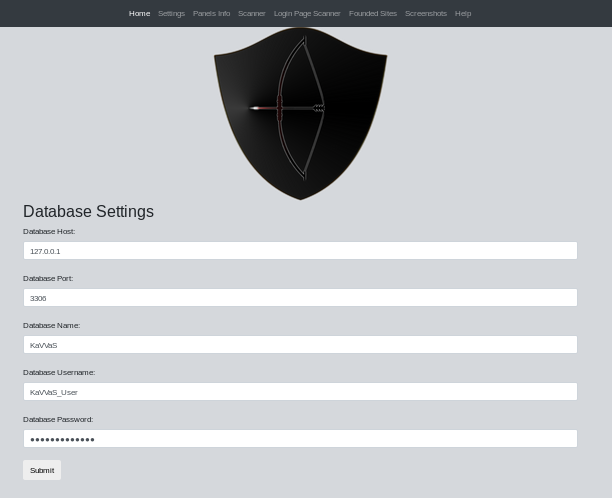 Home Settings Panels Info Scanner Login Page Scanner Founded Sites Screenshots Help
Database Settings
Database Host:
127.0.0.1
Database Port:
3306
Database Name:
KaVVaS
Database Username:
KaVVaS_User
Database Password:
●●●●●●●●●●●●●
Submit